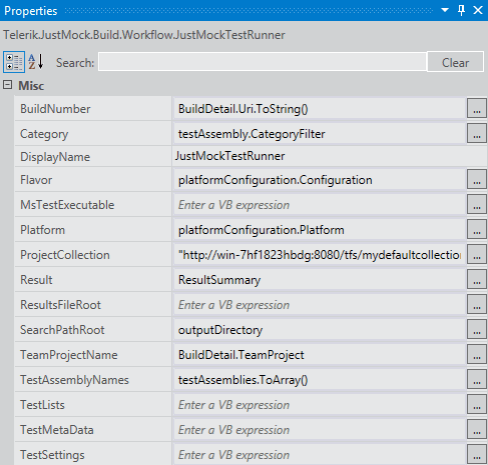 Properties
Telerik.JustMock.Build.Workflow.JustMockTestRunner
Search: Clear
Misc
BuildNumber BuildDetail.Uri.ToString() ...
Category testAssembly.CategoryFilter ...
DisplayName JustMockTestRunner
Flavor platformConfiguration.Configuration ...
MsTestExecutable Enter a VB expression ...
Platform platformConfiguration.Platform ...
ProjectCollection "http://win-7hf1823hbdg:8080/tfs/mydefaultcollection ...
Result ResultSummary ...
ResultsFileRoot Enter a VB expression ...
SearchPathRoot outputDirectory ...
TeamProjectName BuildDetail.TeamProject ...
TestAssemblyNames testAssemblies.ToArray() ...
TestLists Enter a VB expression ...
TestMetaData Enter a VB expression ...
TestSettings Enter a VB expression ...